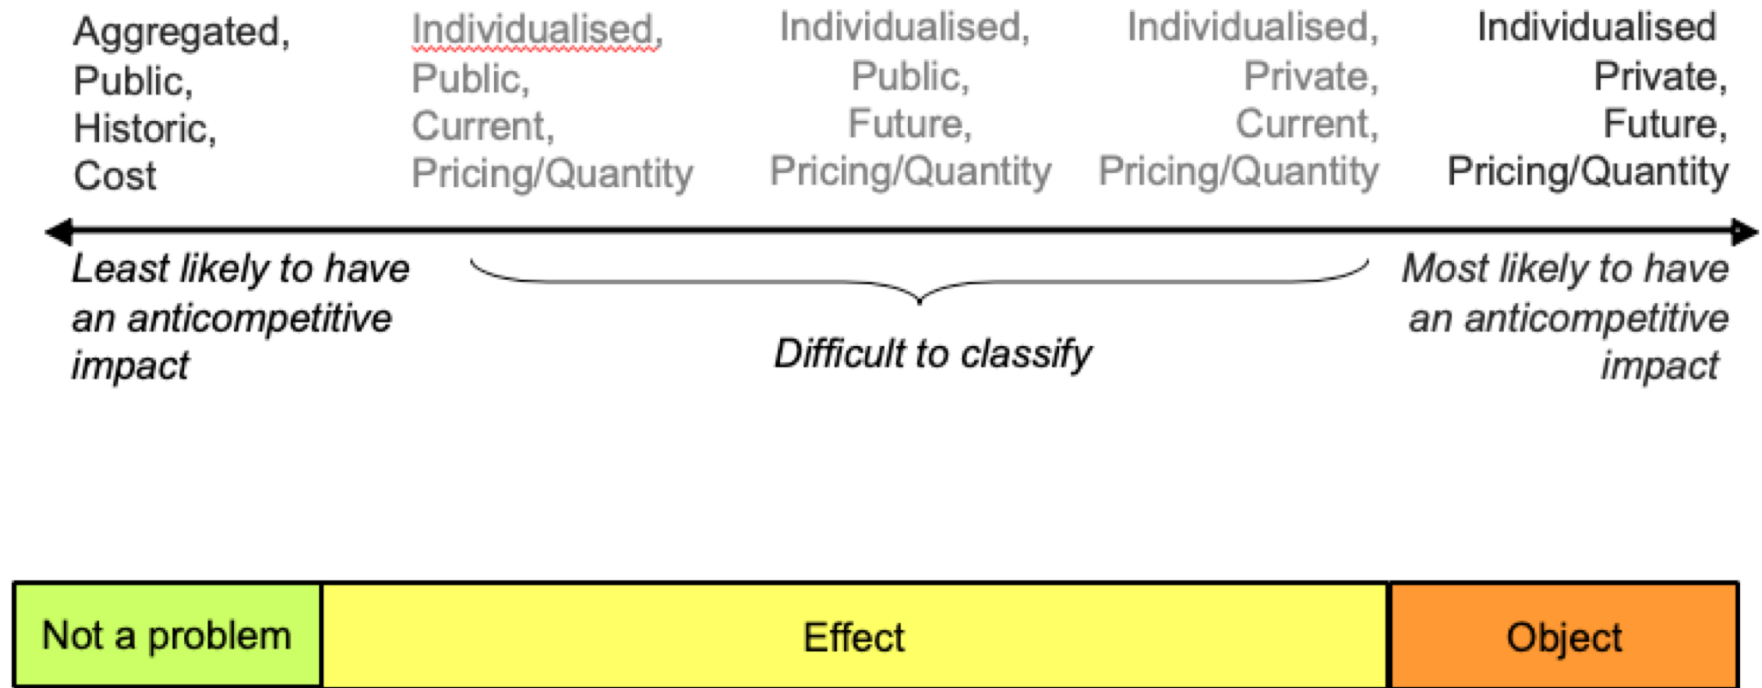 Aggregated,
Public,
Historic,
Cost
Individualised,
Public,
Current,
Pricing/Quantity
Individualised,
Public,
Future,
Pricing/Quantity
Individualised,
Private,
Current,
Pricing/Quantity
Individualised
Private,
Future,
Pricing/Quantity
Least likely to have
an anticompetitive
impact
Difficult to classify
Most likely to have
an anticompetitive
impact
Not a problem
Effect
Object